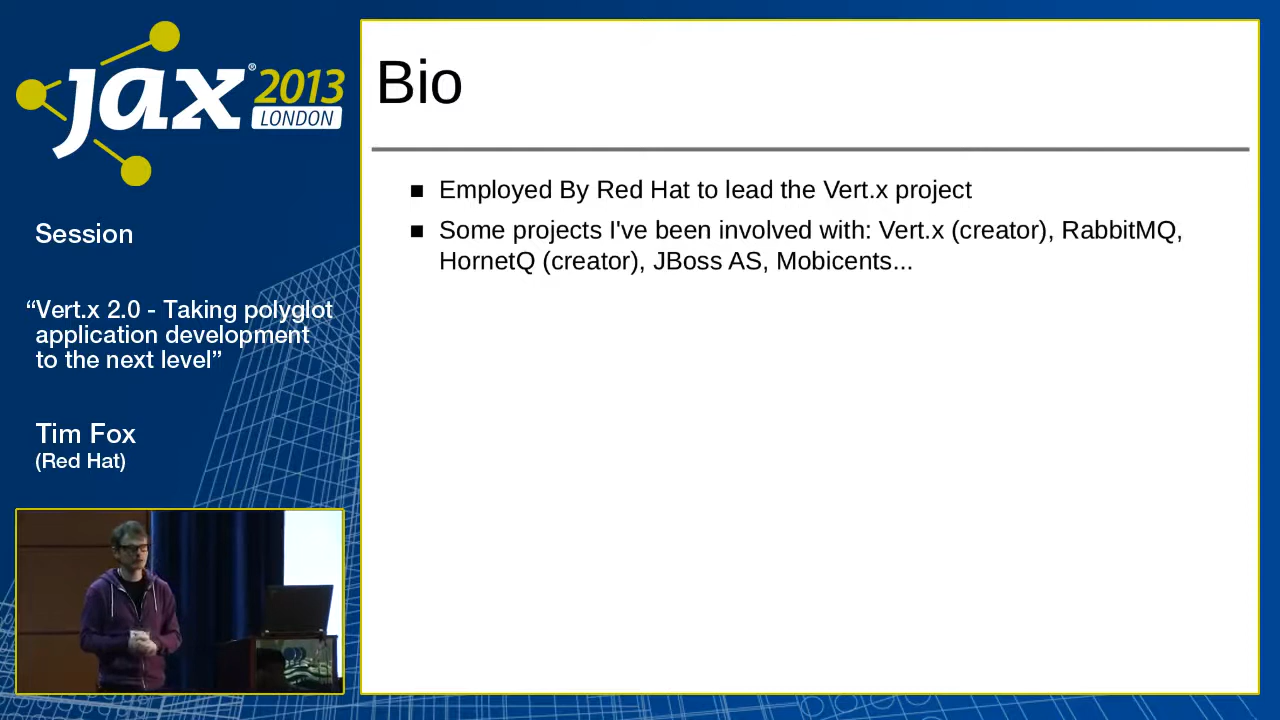 jax® 2013
LONDON
Session
“Vert.x 2.0 - Taking polyglot
application development
to the next level”
Tim Fox
(Red Hat)
Bio
Employed By Red Hat to lead the Vert.x project
Some projects I've been involved with: Vert.x (creator), RabbitMQ,
HornetQ (creator), JBoss AS, Mobicents...